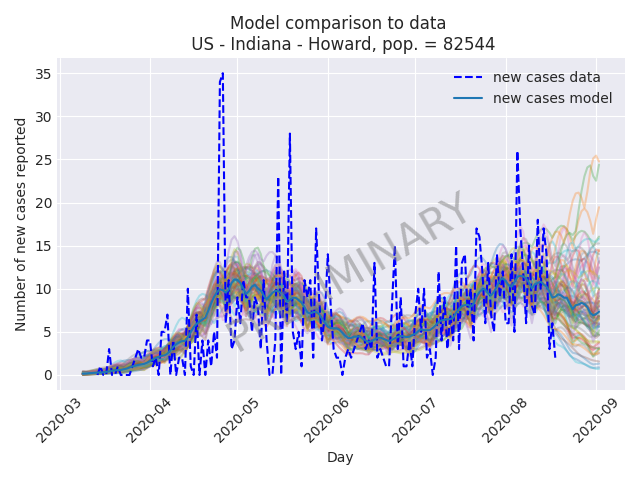 Model comparison to data
US - Indiana - Howard, pop. = 82544
Number of new cases reported
35
30
25
20
15
10
5
0
new cases data
new cases model
PRELIMINARY
2020-03
2020-04
2020-05
2020-06
2020-07
2020-08
2020-09
Day